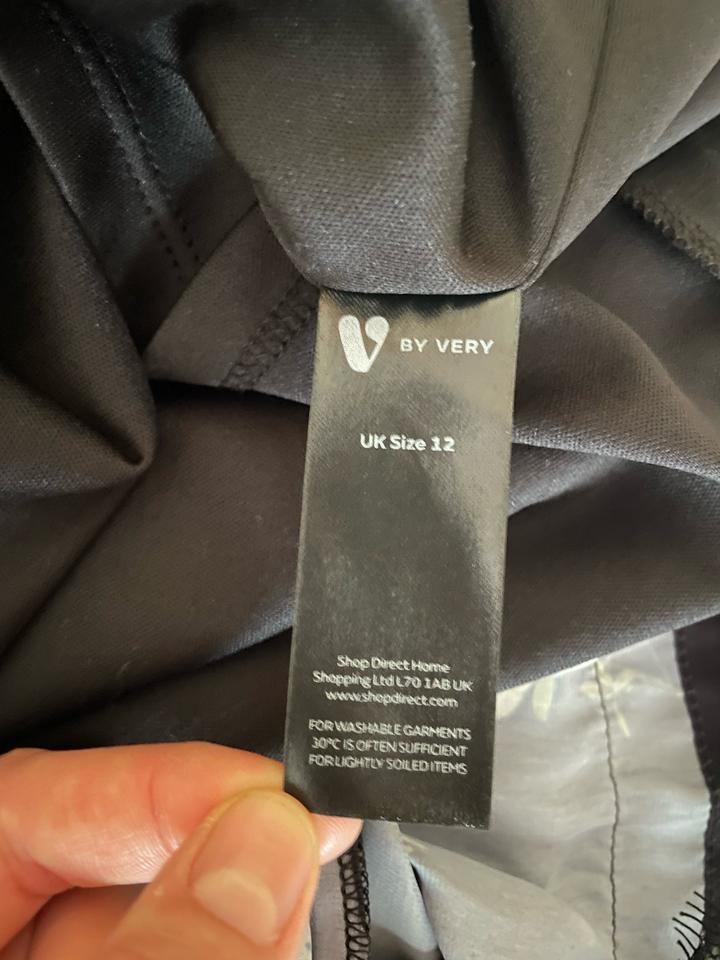 V BY VERY
UK Size 12
Shop Direct Home
Shopping Ltd L70 1AB UK
www.shopdirect.com
FOR WASHABLE GARMENTS
30°C IS OFTEN SUFFICIENT
FOR LIGHTLY SOILED ITEMS